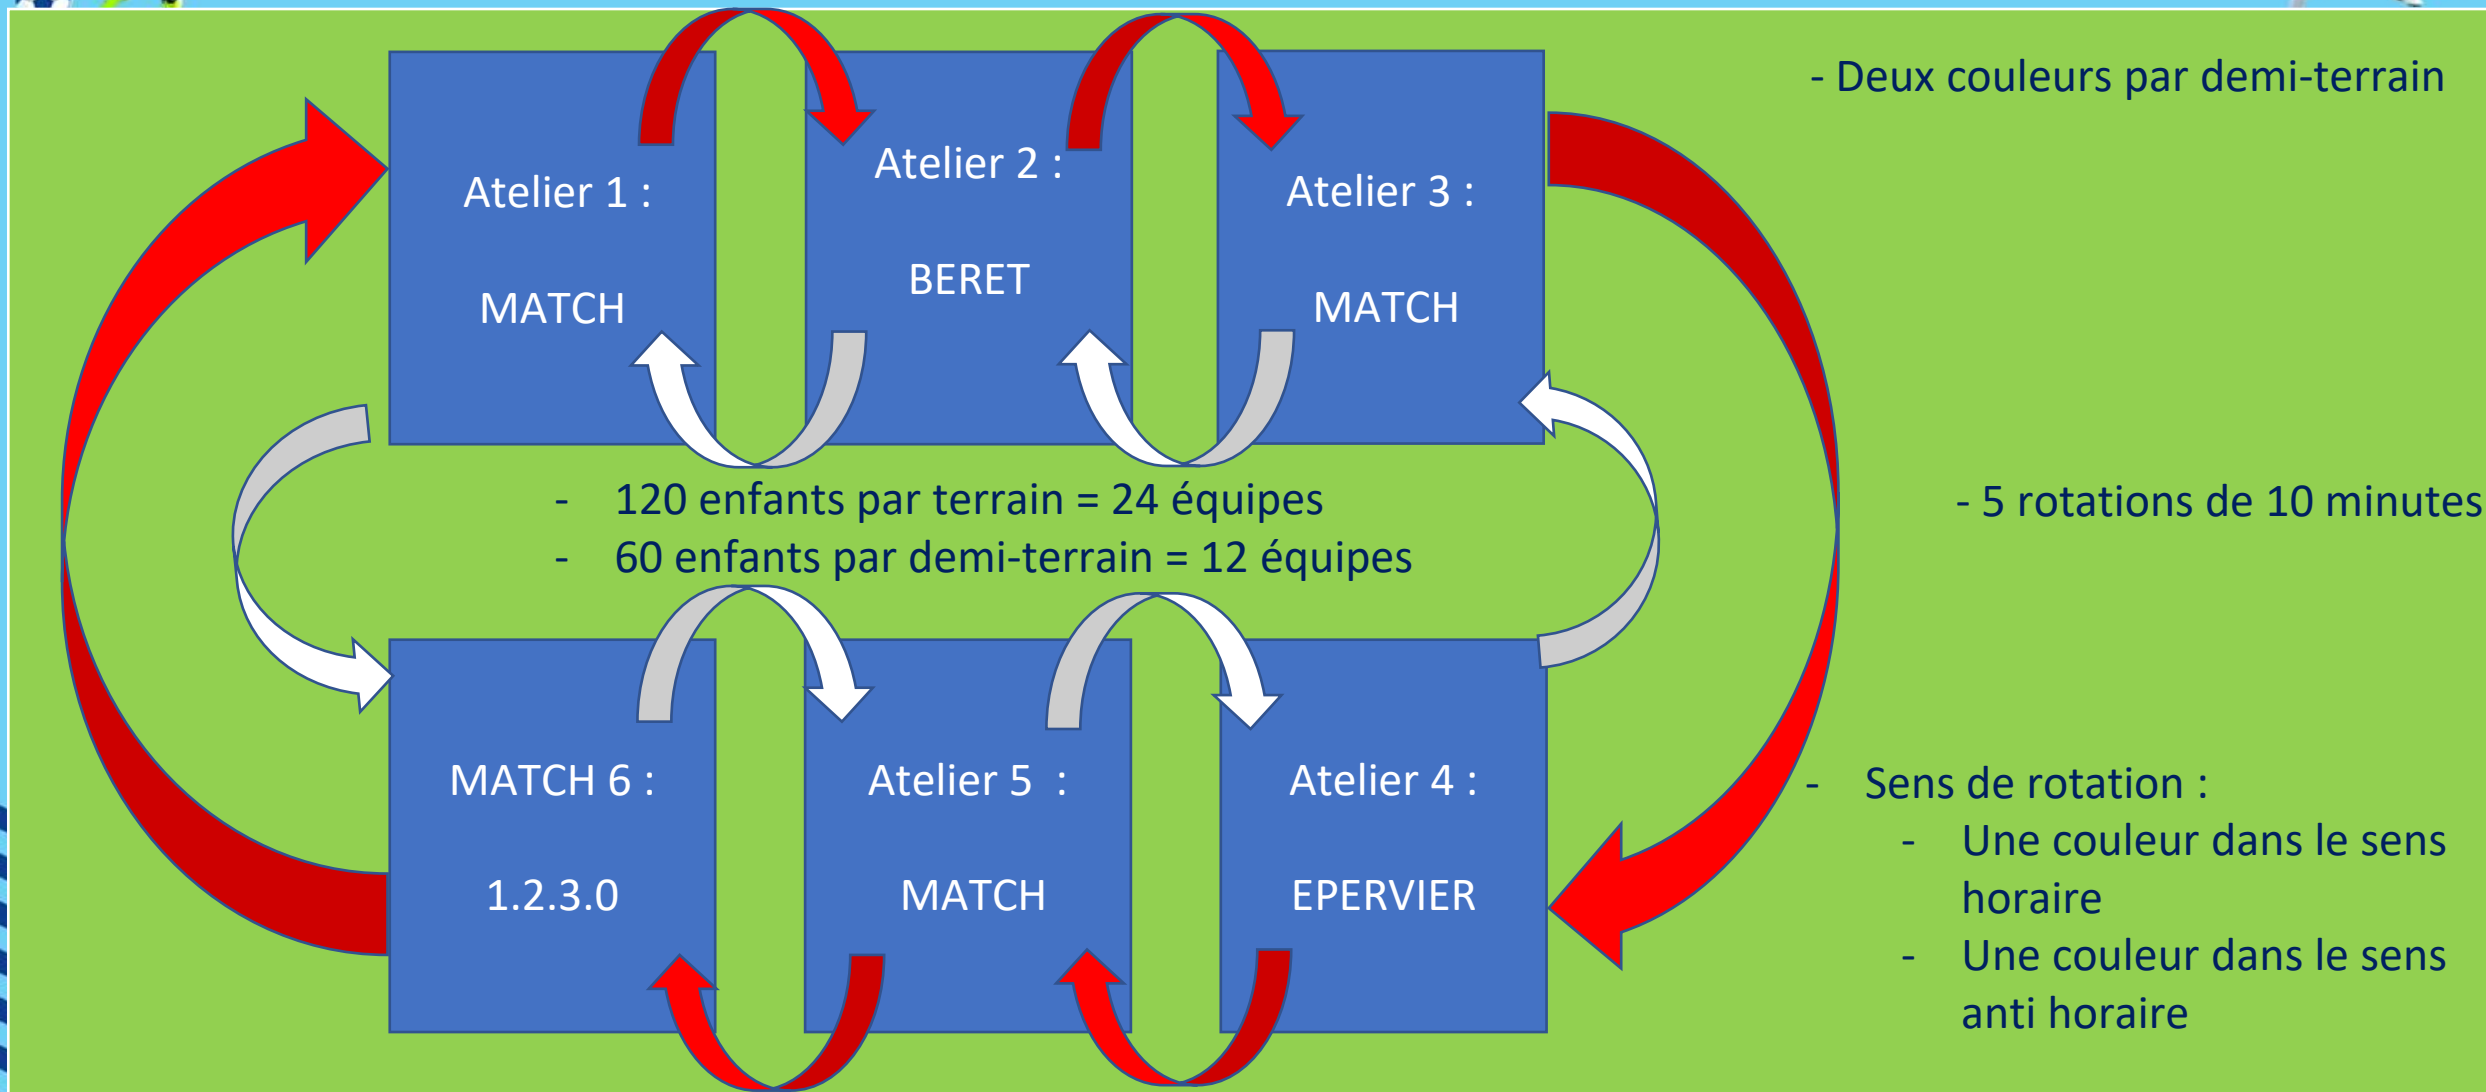 - Deux couleurs par demi-terrain
Atelier 1 :
MATCH
Atelier 2 :
BERET
Atelier 3 :
MATCH
- 120 enfants par terrain = 24 équipes
- 60 enfants par demi-terrain = 12 équipes
- 5 rotations de 10 minutes
MATCH 6 :
1.2.3.0
Atelier 5 :
MATCH
Atelier 4 :
EPERVIER
- Sens de rotation :
- Une couleur dans le sens
horaire
- Une couleur dans le sens
anti horaire